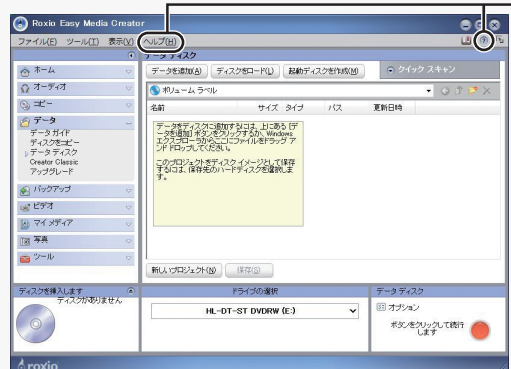 Roxio Easy Media Creator
ファイル(F) ツール(T) 表示(V) ヘルプ(H)
データ ディスク
ホーム
オーディオ
コピー
データ
データ ガイド
ディスクをコピー
データ ディスク
Creator Classic
アップグレード
バックアップ
ビデオ
マイ メディア
写真
ツール
データを追加(A) ディスクをロード(L) 起動ディスクを作成(M) クイック スキャン
ボリューム ラベル
名前 サイズ タイプ パス 更新日時
データをディスクに追加するには、上にある [デ
ータを追加] ボタンをクリックするか、Windows
エクスプローラからここにファイルをドラッグ ア
ンド ドロップしてください。
このプロジェクトをディスク イメージとして保存
するには、保存先のハードディスクを選択しま
す。
新しいプロジェクト(N) 保存(S)
ディスクを挿入します
ディスクがありません
ドライブの選択
HL-DT-ST DVDRW (E:)
データ ディスク
オプション
ボタンをクリックして続行
します
roxio